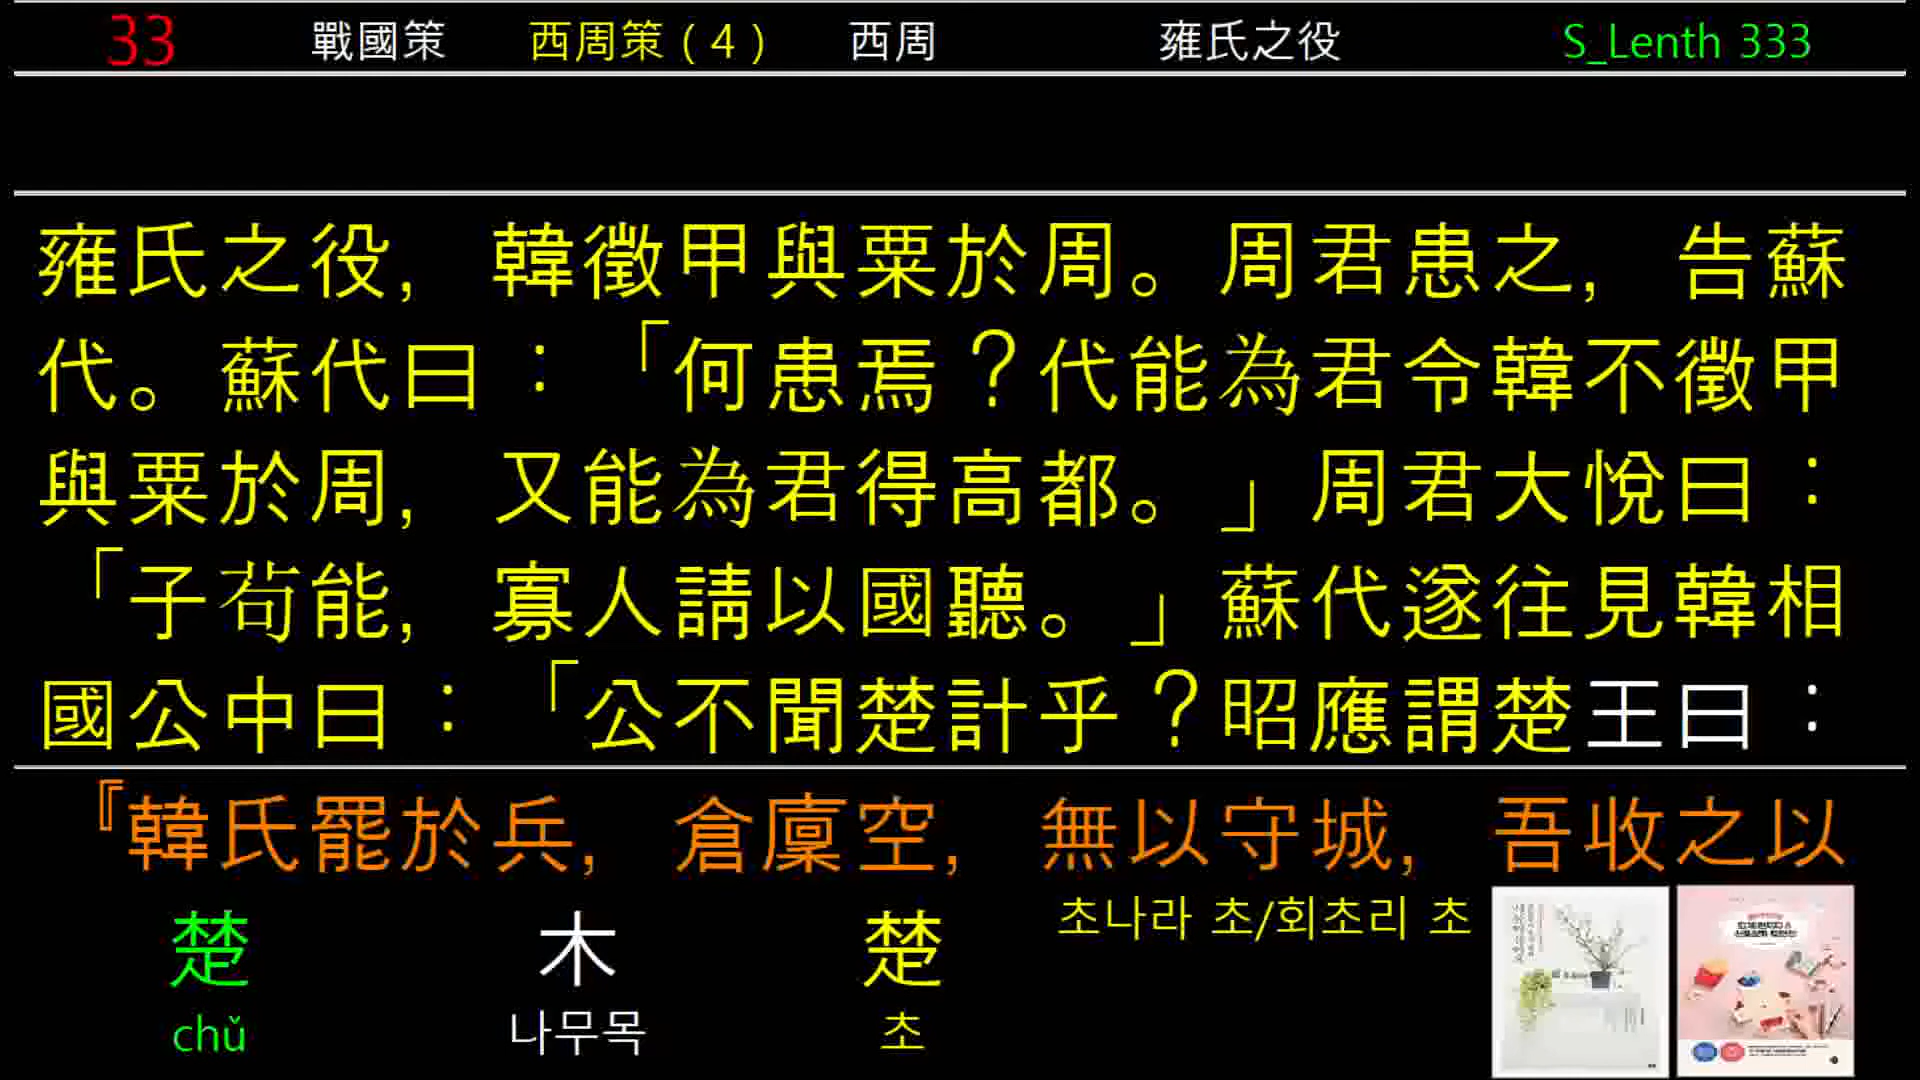 33 戰國策 西周策 ( 4 ) 西周 雍氏之役 S_Lenth 333
雍氏之役, 韓徵甲與粟於周。周君患之, 告蘇
代。蘇代曰：「何患焉？代能為君令韓不徵甲
與粟於周, 又能為君得高都。」周君大悅曰：
「子苟能, 寡人請以國聽。」蘇代遂往見韓相
國公中曰：「公不聞楚計乎？昭應謂楚王曰：
『韓氏罷於兵, 倉廩空, 無以守城, 吾收之以
楚 木 楚 초나라 초/회초리 초
chǔ 나무목 초